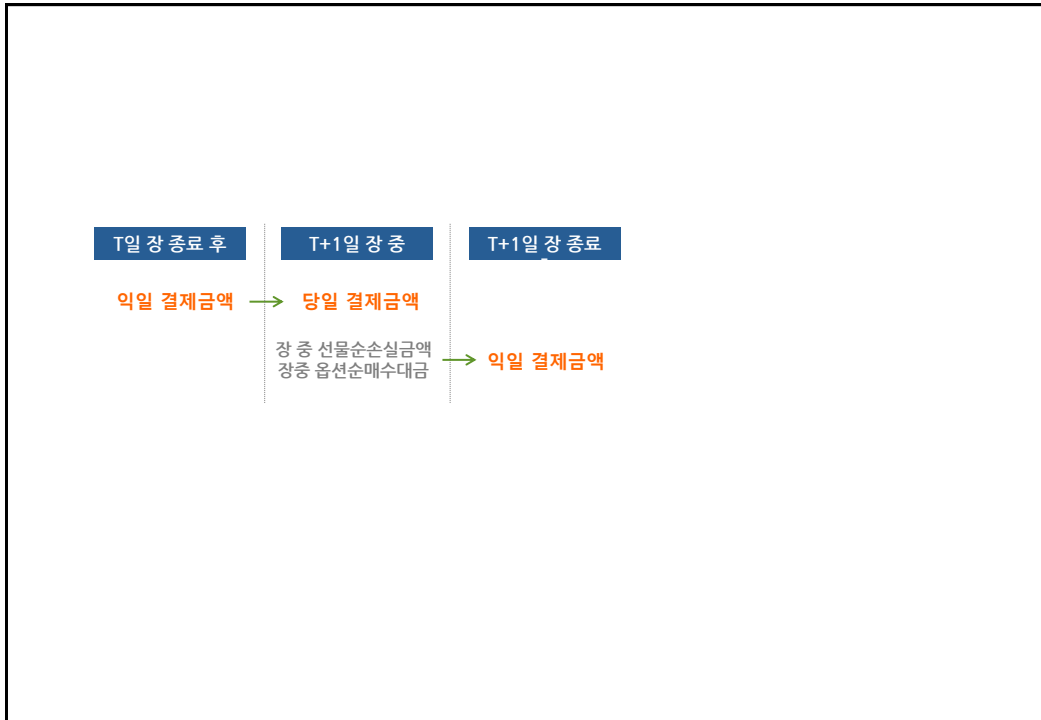 T일 장 종료 후
T+1일 장 중
T+1일 장 종료
익일 결제금액
당일 결제금액
장 중 선물순손실금액
장중 옵션순매수대금
익일 결제금액